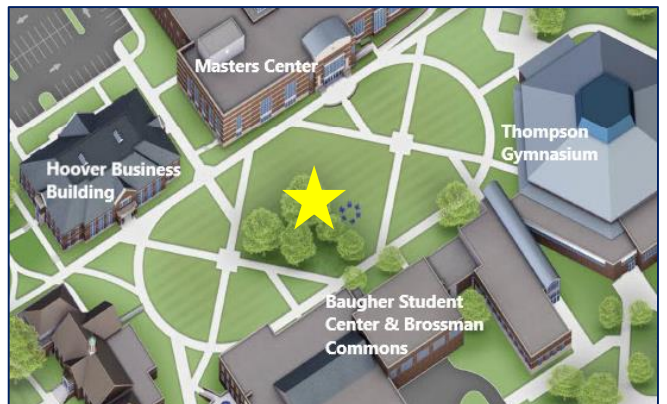 Masters Center
Thompson
Gymnasium
Hoover Business
Building
Baugher Student
Center & Brossman
Commons